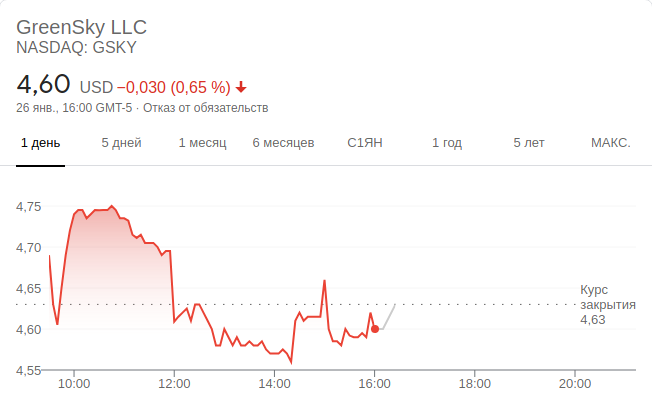 GreenSky LLC
NASDAQ: GSKY
4,60 USD −0,030 (0,65 %)
26 янв., 16:00 GMT-5 · Отказ от обязательств
1 день 5 дней 1 месяц 6 месяцев С1ЯН 1 год 5 лет МАКС.
4,75
4,70
4,65
4,60
4,55
Курс
закрытия
4,63
10:00 12:00 14:00 16:00 18:00 20:00